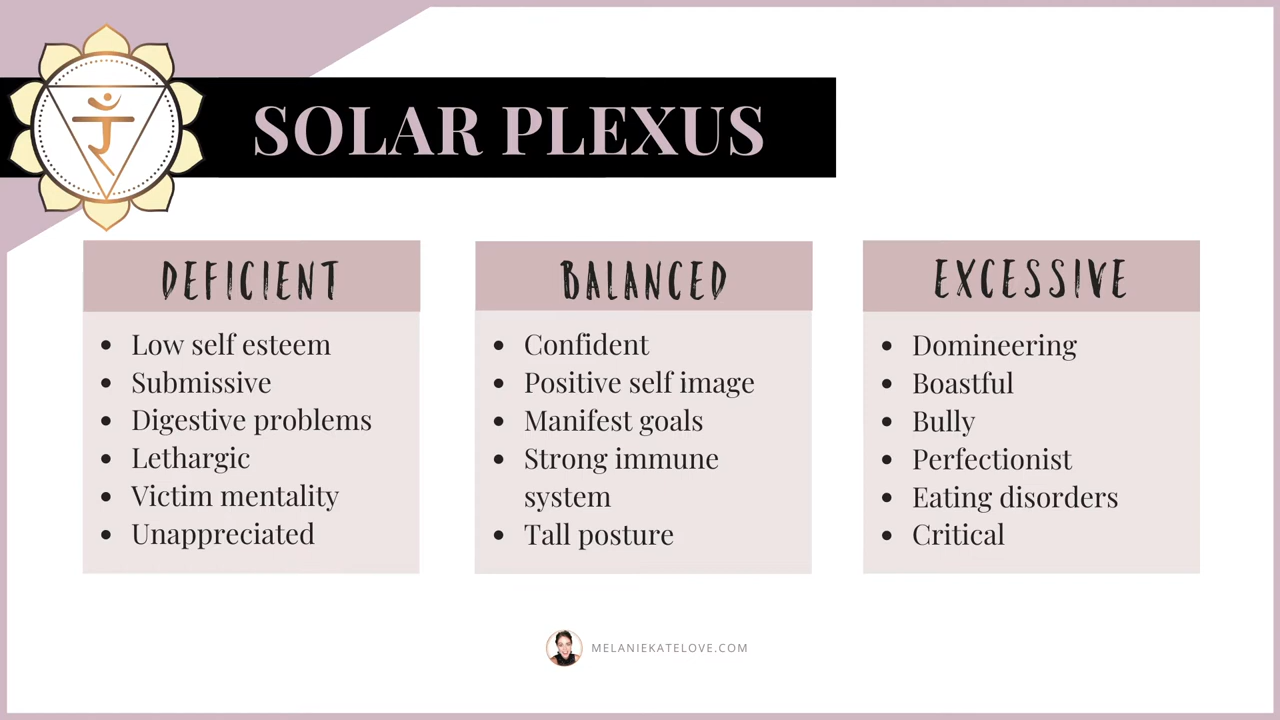 रं
SOLAR PLEXUS
DEFICIENT
• Low self esteem
• Submissive
• Digestive problems
• Lethargic
• Victim mentality
• Unappreciated
BALANCED
• Confident
• Positive self image
• Manifest goals
• Strong immune
system
• Tall posture
EXCESSIVE
• Domineering
• Boastful
• Bully
• Perfectionist
• Eating disorders
• Critical
MELANIEKATELOVE.COM